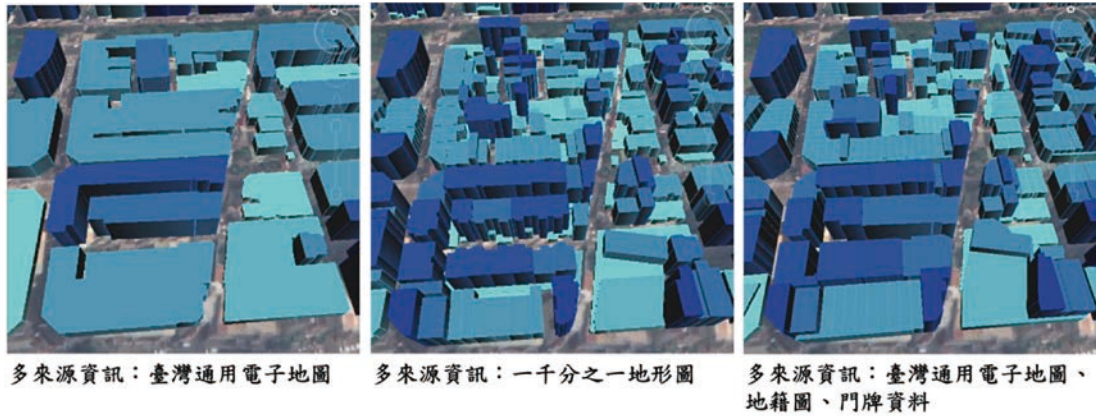 多來源資訊：臺灣通用電子地圖
多來源資訊：一千分之一地形圖
多來源資訊：臺灣通用電子地圖、
地籍圖、門牌資料